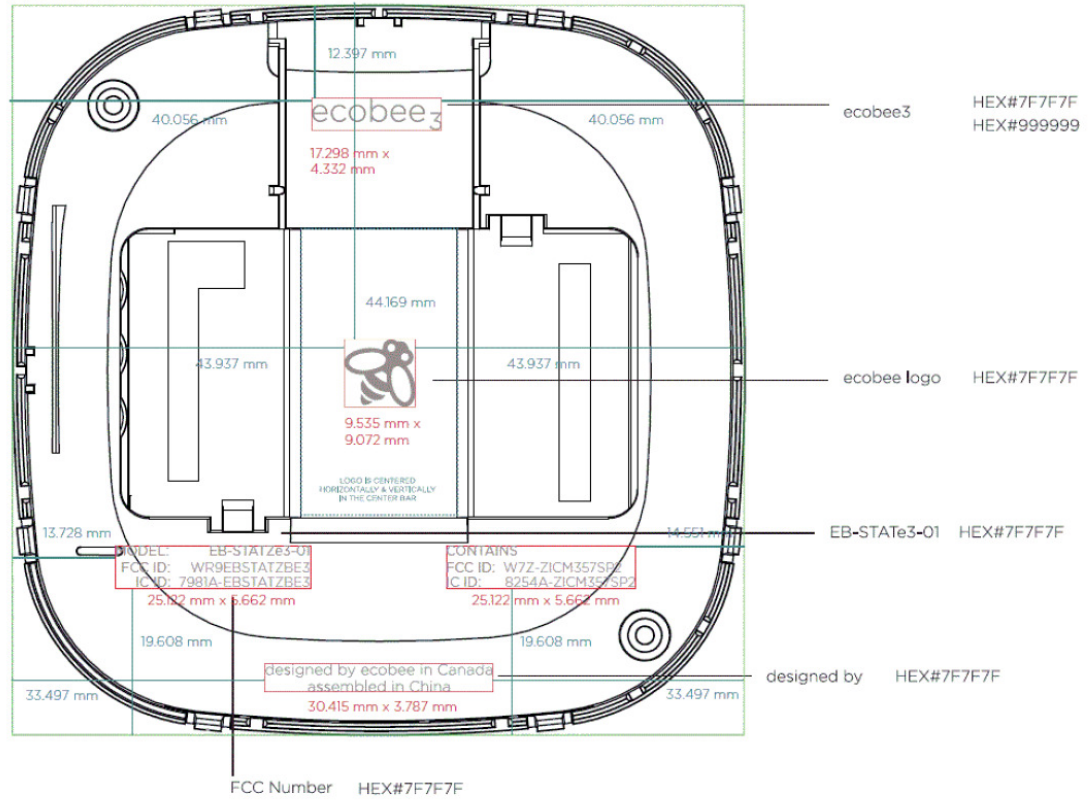 12.397 mm
ecobee3
ecobee3 HEX#7F7F7F
HEX#999999
40.056 mm
40.056 mm
17.298 mm x
4.332 mm
44.169 mm
43.937 mm
43.937 mm
ecobee logo HEX#7F7F7F
9.535 mm x
9.072 mm
LOGO IS CENTERED
HORIZONTALLY & VERTICALLY
IN THE CENTER BAR
13.728 mm
14.551 mm
EB-STATe3-01 HEX#7F7F7F
MODEL: EB-STATZe3-01
FCC ID: WR9EBSTATZBE3
IC ID: 7981A-EBSTATZBE3
25.122 mm x 5.662 mm
CONTAINS
FCC ID: W7Z-ZICM357SP2
IC ID: 8254A-ZICM357SP2
25.122 mm x 5.662 mm
19.608 mm
19.608 mm
designed by ecobee in Canada
assembled in China
designed by HEX#7F7F7F
33.497 mm
33.497 mm
30.415 mm x 3.787 mm
FCC Number HEX#7F7F7F